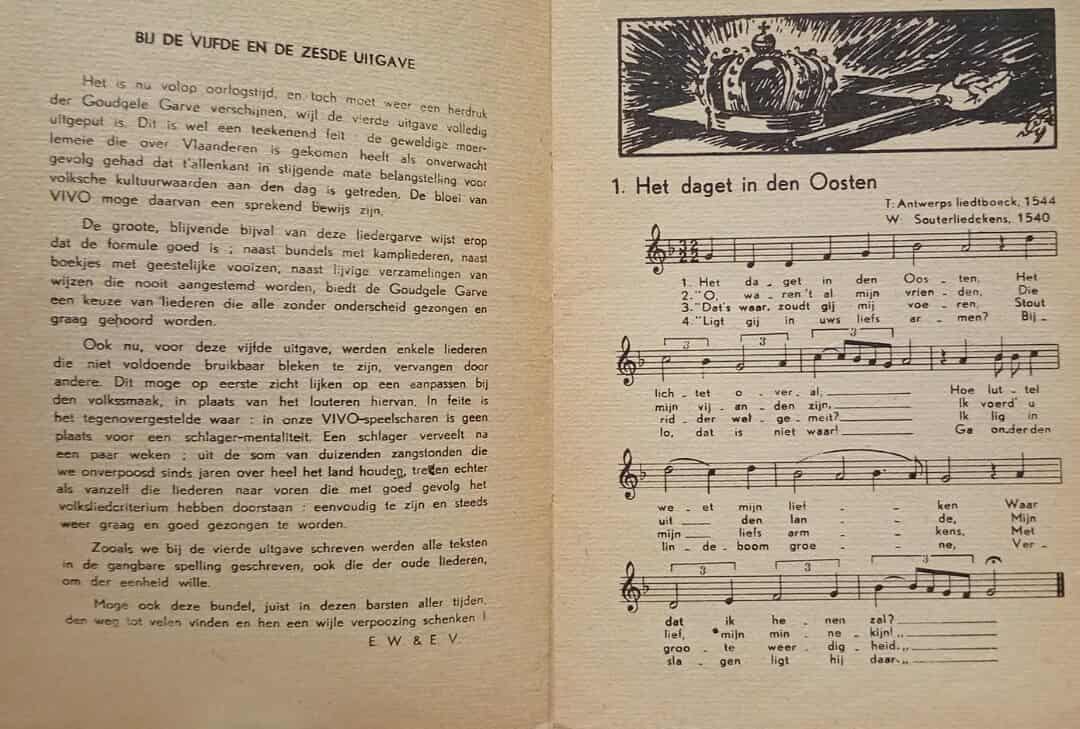 BIJ DE VIJFDE EN DE ZESDE UITGAVE
Het is nu volop oorlogstijd, en toch moet weer een herdruk
der Goudgele Garve verschijnen, wijl de vierde uitgave volledig
uitgeput is. Dit is wel een teekenend feit : de geweldige moer-
lemeie die over Vlaanderen is gekomen heeft als onverwacht
gevolg gehad dat t'allenkant in stijgende mate belangstelling voor
volksche kultuurwaarden aan den dag is getreden. De bloei van
VIVO moge daarvan een sprekend bewijs zijn.
De groote, blijvende bijval van deze liedergarve wijst erop
dat de formule goed is ; naast bundels met kampliederen, naast
boekjes met geestelijke vooizen, naast lijvige verzamelingen van
wijzen die nooit aangestemd worden, biedt de Goudgele Garve
een keuze van liederen die alle zonder onderscheid gezongen en
graag gehoord worden.
Ook nu, voor deze vijfde uitgave, werden enkele liederen
die niet voldoende bruikbaar bleken te zijn, vervangen door
andere. Dit moge op eerste zicht lijken op een aanpassen bij
den volkssmaak, in plaats van het louteren hiervan. In feite is
het tegenovergestelde waar : in onze VIVO-speelscharen is geen
plaats voor een schlager-mentaliteit. Een schlager verveelt na
een paar weken ; uit de som van duizenden zangstonden die
we onverpoosd sinds jaren over heel het land houden, treden echter
als vanzelf die liederen naar voren die met goed gevolg het
volksliedcriterium hebben doorstaan : eenvoudig te zijn en steeds
weer graag en goed gezongen te worden.
Zooals we bij de vierde uitgave schreven werden alle teksten
in de gangbare spelling geschreven, ook die der oude liederen,
om der eenheid wille.
Moge ook deze bundel, juist in dezen barsten aller tijden,
den weg tot velen vinden en hen een wijle verpoozing schenken !
E. W. & E. V.
1. Het daget in den Oosten
T: Antwerps liedtboeck, 1544
W: Souterliedekens, 1540
1. Het da - get in den Oos - ten, Het
2. "O, wa - ren 't al mijn vrien - den, Die
3. "Dat's waar, zoudt gij mij voe - ren, Stout
4. "Ligt gij in uws liefs ar - men? Bij -
3 3 3
lich - tet o - ver - al, Hoe lut - tel
mijn vij - an - den zijn, Ik voerd' u
rid - der wel - ge - meit? Ik lig in
lo, dat is niet waar! Ga onder den
we - et mijn lief - - ken Waar
uit den lan - - de, Mijn
mijn liefs arm - - kens, Met
lin - de - boom groe - - ne, Ver -
3 3 3
dat ik he - nen zal?
lief, mijn min - ne - kijn!..
groo - te weer - dig - heid...
sla - gen ligt hij daar...